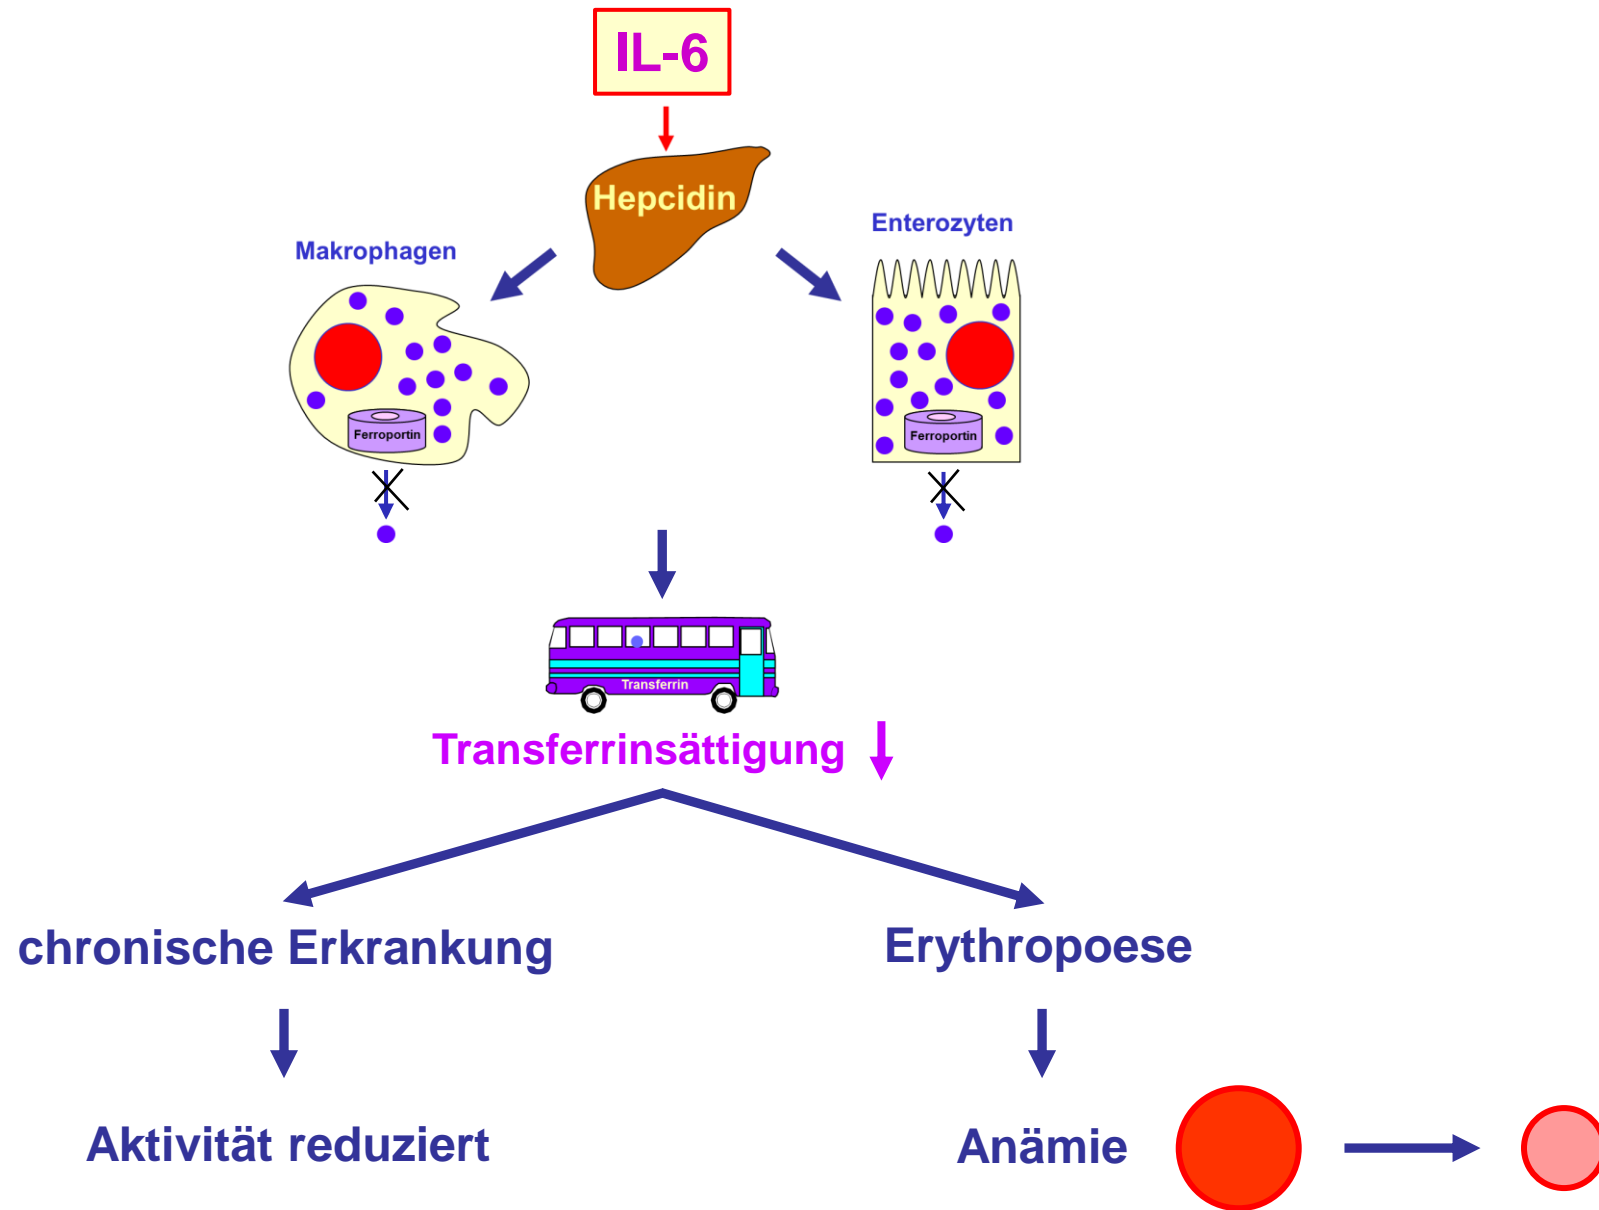 IL-6
Hepcidin
Makrophagen
Enterozyten
Ferroportin
Ferroportin
Transferrin
Transferrinsättigung
chronische Erkrankung
Erythropoese
Aktivität reduziert
Anämie